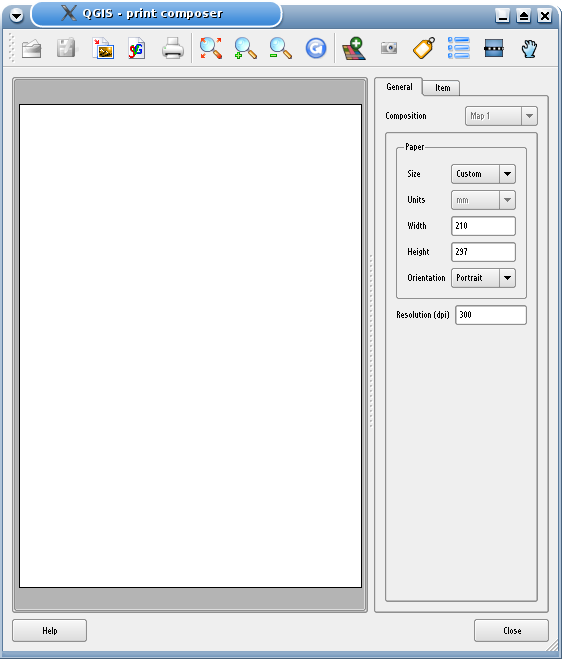 QGIS - print composer
General
Item
Composition
Map 1
Paper
Size
Custom
Units
mm
Width
210
Height
297
Orientation
Portrait
Resolution (dpi)
300
Help
Close